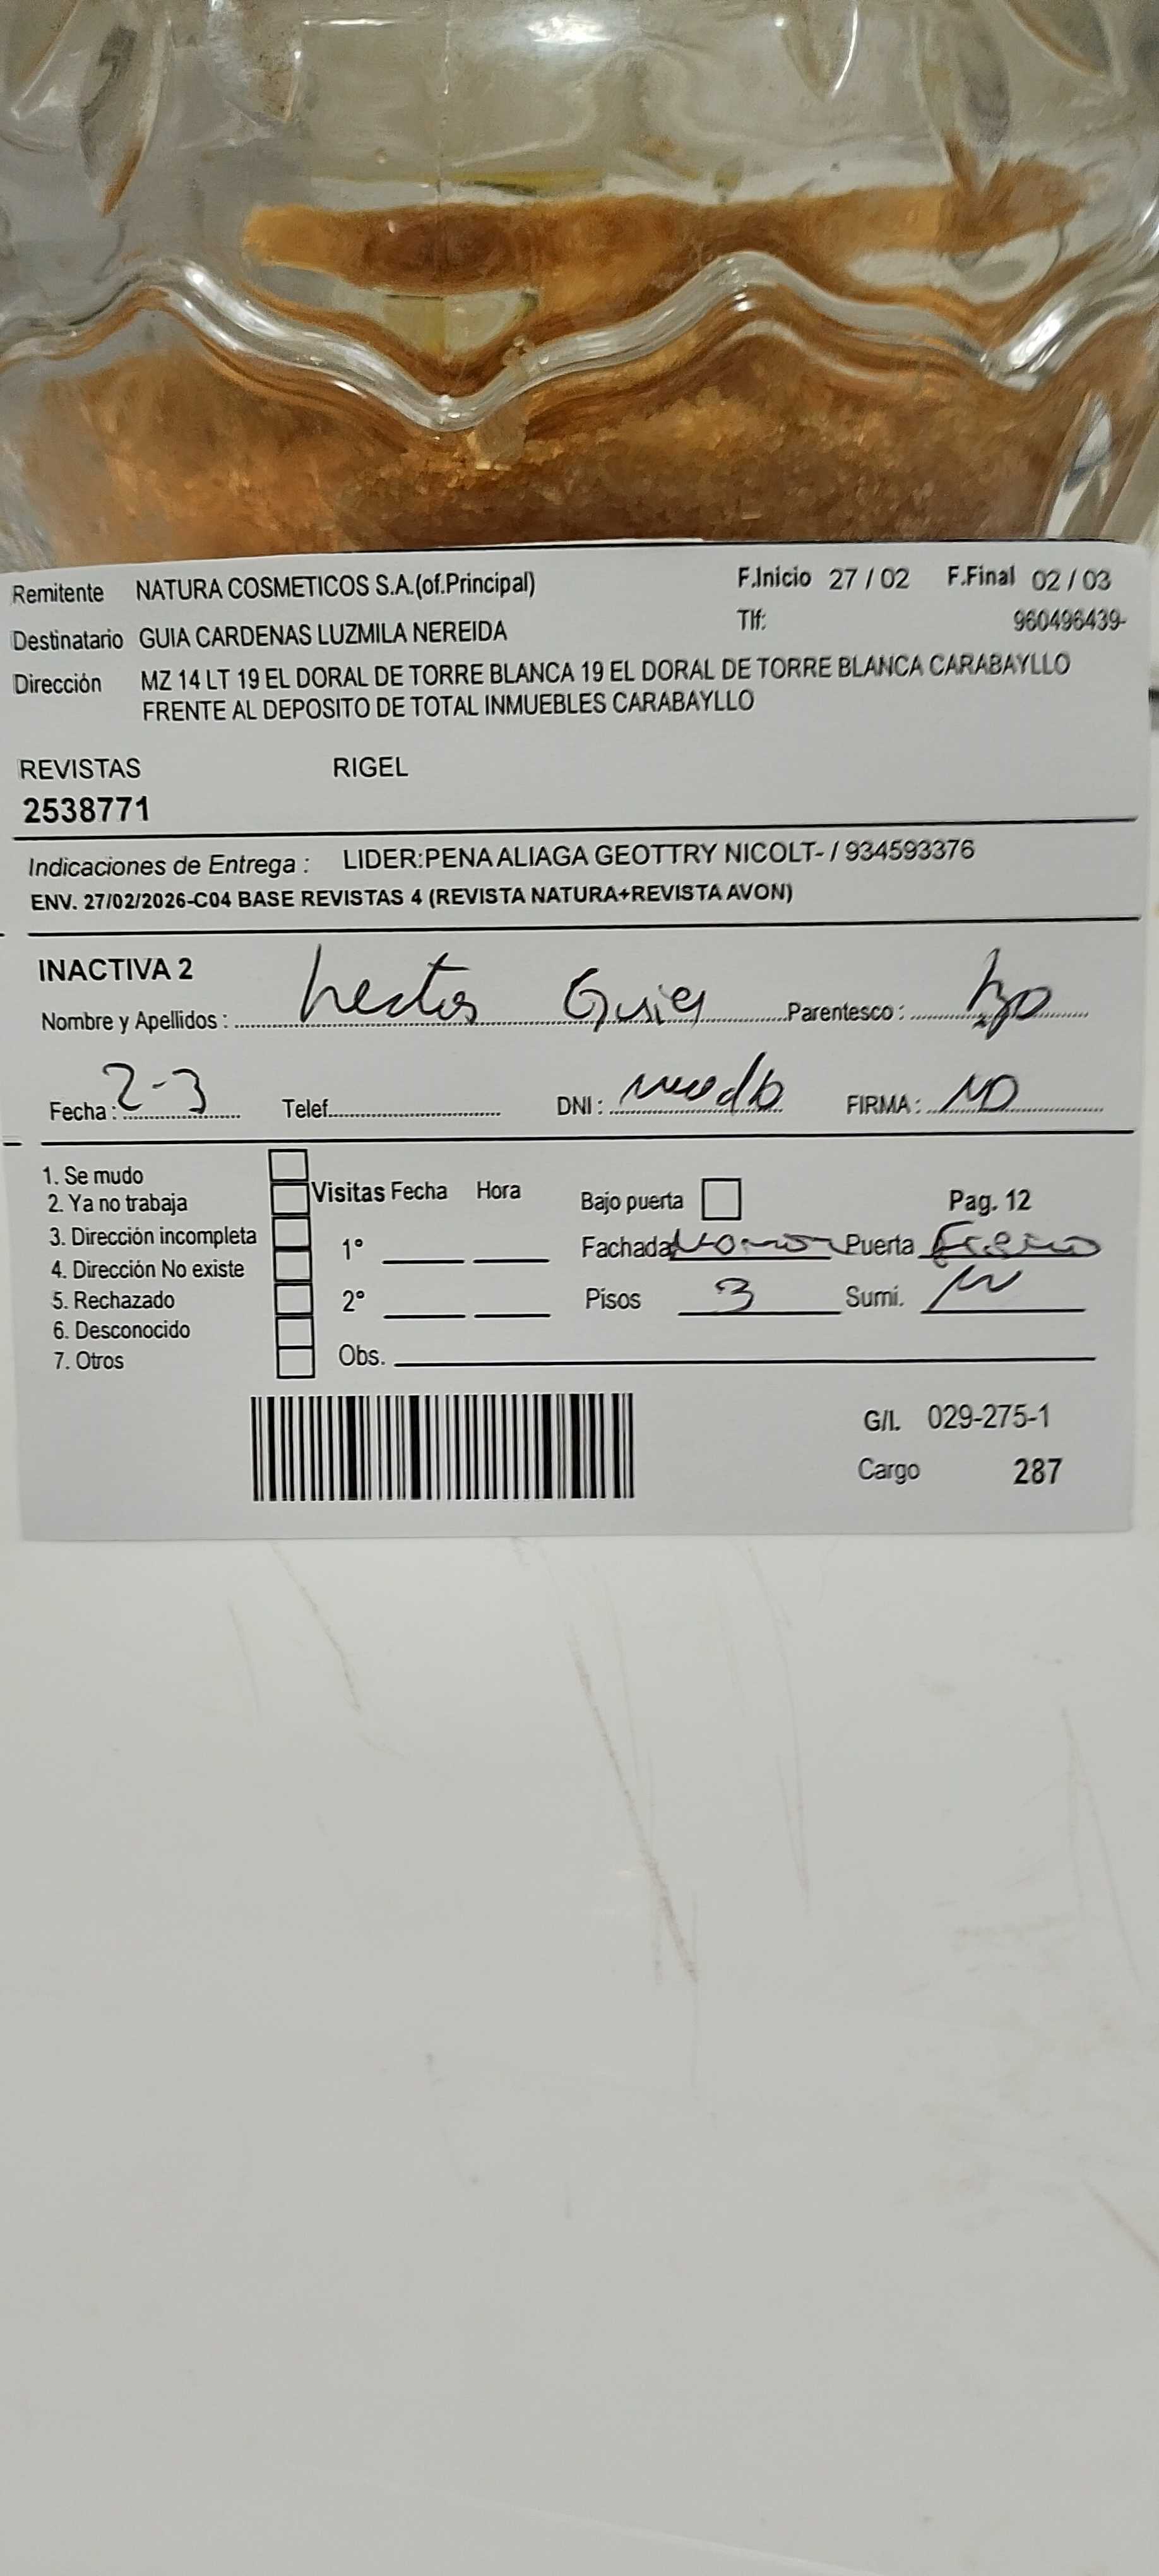 Remitente NATURA COSMETICOS S.A.(of.Principal) F.Inicio 27 / 02 F.Final 02 / 03
Destinatario GUIA CARDENAS LUZMILA NEREIDA Tlf: 960496439-
Dirección MZ 14 LT 19 EL DORAL DE TORRE BLANCA 19 EL DORAL DE TORRE BLANCA CARABAYLLO
FRENTE AL DEPOSITO DE TOTAL INMUEBLES CARABAYLLO
REVISTAS RIGEL
2538771
Indicaciones de Entrega : LIDER:PENA ALIAGA GEOTTRY NICOLT- / 934593376
ENV. 27/02/2026-C04 BASE REVISTAS 4 (REVISTA NATURA+REVISTA AVON)
INACTIVA 2
Nombre y Apellidos : hector Guia Parentesco :
Fecha : 2-3 Telef. DNI : FIRMA : NO
1. Se mudo
2. Ya no trabaja
3. Dirección incompleta
4. Dirección No existe
5. Rechazado
6. Desconocido
7. Otros
Visitas Fecha Hora
1°
2°
Obs.
Bajo puerta Pag. 12
Fachada Puerta
Pisos 3 Sumi.
G/I. 029-275-1
Cargo 287